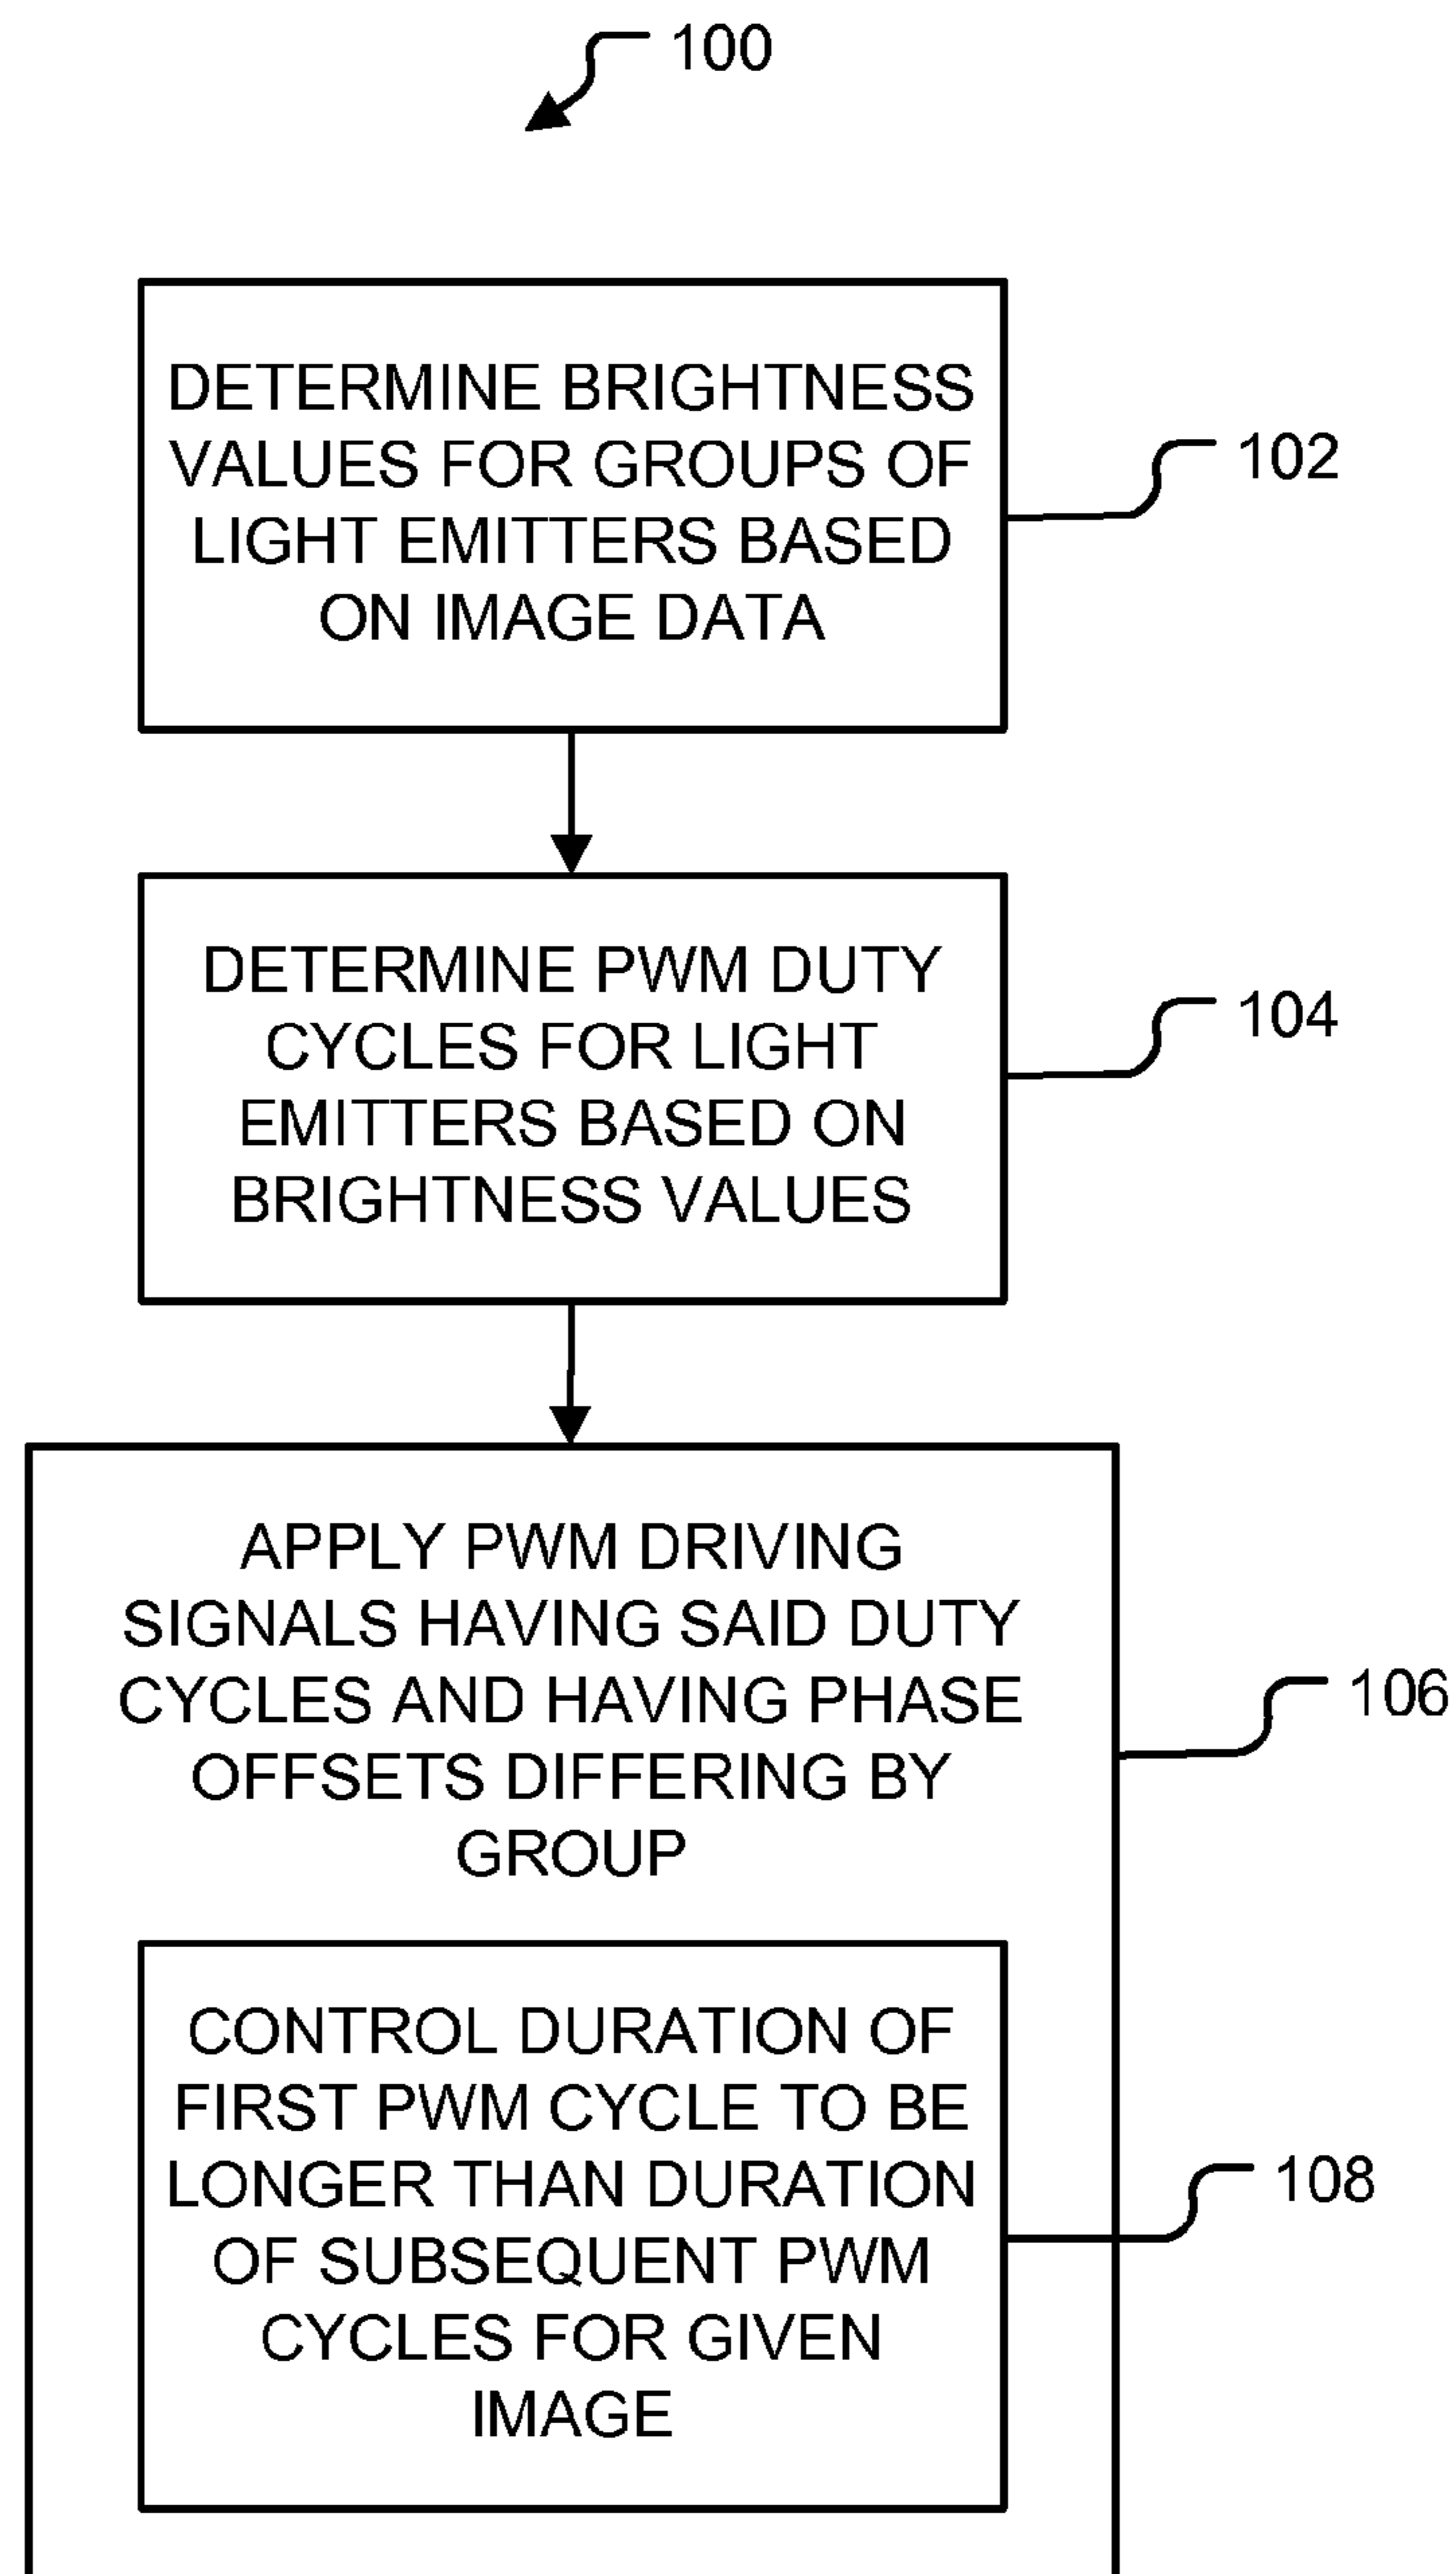 100
DETERMINE BRIGHTNESS
VALUES FOR GROUPS OF
LIGHT EMITTERS BASED
ON IMAGE DATA
102
DETERMINE PWM DUTY
CYCLES FOR LIGHT
EMITTERS BASED ON
BRIGHTNESS VALUES
104
APPLY PWM DRIVING
SIGNALS HAVING SAID DUTY
CYCLES AND HAVING PHASE
OFFSETS DIFFERING BY
GROUP
106
CONTROL DURATION OF
FIRST PWM CYCLE TO BE
LONGER THAN DURATION
OF SUBSEQUENT PWM
CYCLES FOR GIVEN
IMAGE
108